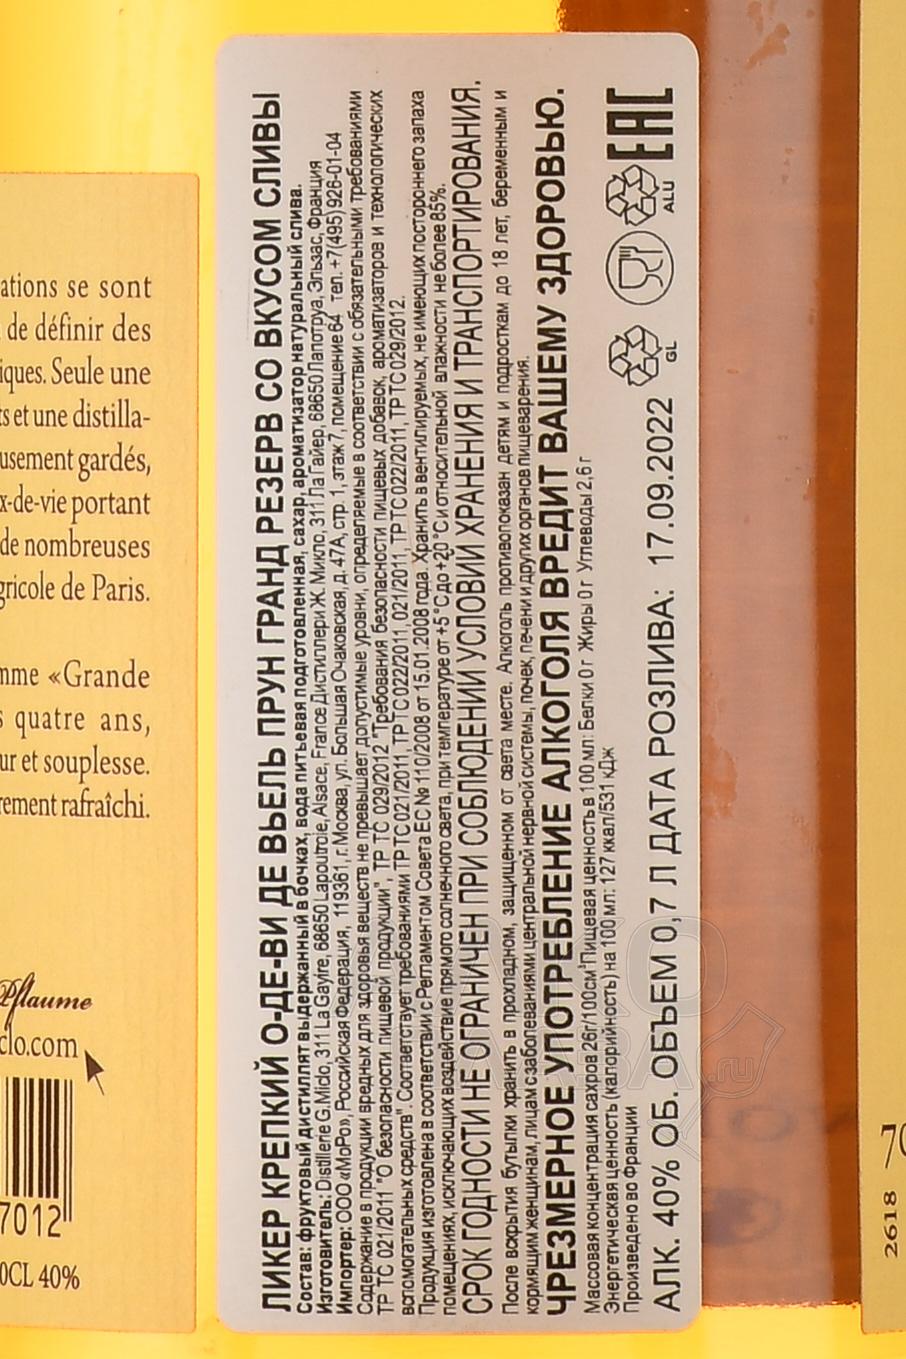 ations se sont
de définir des
iques. Seule une
ts et une distilla-
usement gardés,
x-de-vie portant
de nombreuses
gricole de Paris.
mme «Grande
s quatre ans,
ur et souplesse.
rement rafraîchi.
Pflaume
clo.com
7012
0CL 40%
ЛИКЕР КРЕПКИЙ О-ДЕ-ВИ ДЕ ВЬЕЛЬ ПРУН ГРАНД РЕЗЕРВ СО ВКУСОМ СЛИВЫ
Состав: фруктовый дистиллят выдержанный в бочках, вода питьевая подготовленная, сахар, ароматизатор натуральный слива.
Изготовитель: Distillerie G.Miclo, 311 La Gayire, 68650 Lapoutroie, Alsace, France Дистиллери Ж. Микло, 311 Ла Гайер, 68650 Лапотруа, Эльзас, Франция
Импортер: ООО «МоРо», Российская Федерация, 119361, г. Москва, ул. Большая Очаковская, д. 47А, стр. 1, этаж 7, помещение 64 тел. +7(495) 926-01-04
Содержание в продукции вредных для здоровья веществ не превышает допустимые уровни, определяемые в соответствии с обязательными требованиями
ТР ТС 021/2011 "О безопасности пищевой продукции", ТР ТС 029/2012 "Требования безопасности пищевых добавок, ароматизаторов и технологических
вспомогательных средств". Соответствует требованиями ТР ТС 021/2011, ТР ТС 022/2011, 021/2011, ТР ТС 022/2011, ТР ТС 029/2012.
Продукция изготовлена в соответствии с Регламентом Совета ЕС № 110/2008 от 15.01.2008 года. Хранить в вентилируемых, не имеющих постороннего запаха
помещениях, исключающих воздействие прямого солнечного света, при температуре от +5°С до +20°С и относительной влажности не более 85%.
СРОК ГОДНОСТИ НЕ ОГРАНИЧЕН ПРИ СОБЛЮДЕНИИ УСЛОВИЙ ХРАНЕНИЯ И ТРАНСПОРТИРОВАНИЯ.
После вскрытия бутылки хранить в прохладном, защищенном от света месте. Алкоголь противопоказан детям и подросткам до 18 лет, беременным и
кормящим женщинам, лицам с заболеваниями центральной нервной системы, почек, печени и других органов пищеварения.
ЧРЕЗМЕРНОЕ УПОТРЕБЛЕНИЕ АЛКОГОЛЯ ВРЕДИТ ВАШЕМУ ЗДОРОВЬЮ.
Массовая концентрация сахаров 26г/100см³ Пищевая ценность в 100 мл: Белки 0 г Жиры 0 г Углеводы 2,6 г
Энергетическая ценность (калорийность) на 100 мл: 127 ккал/531 кДж
Произведено во Франции
АЛК. 40% ОБ. ОБЪЕМ 0,7 Л ДАТА РОЗЛИВА: 17.09.2022
GL
ALU
EAC
70
2618